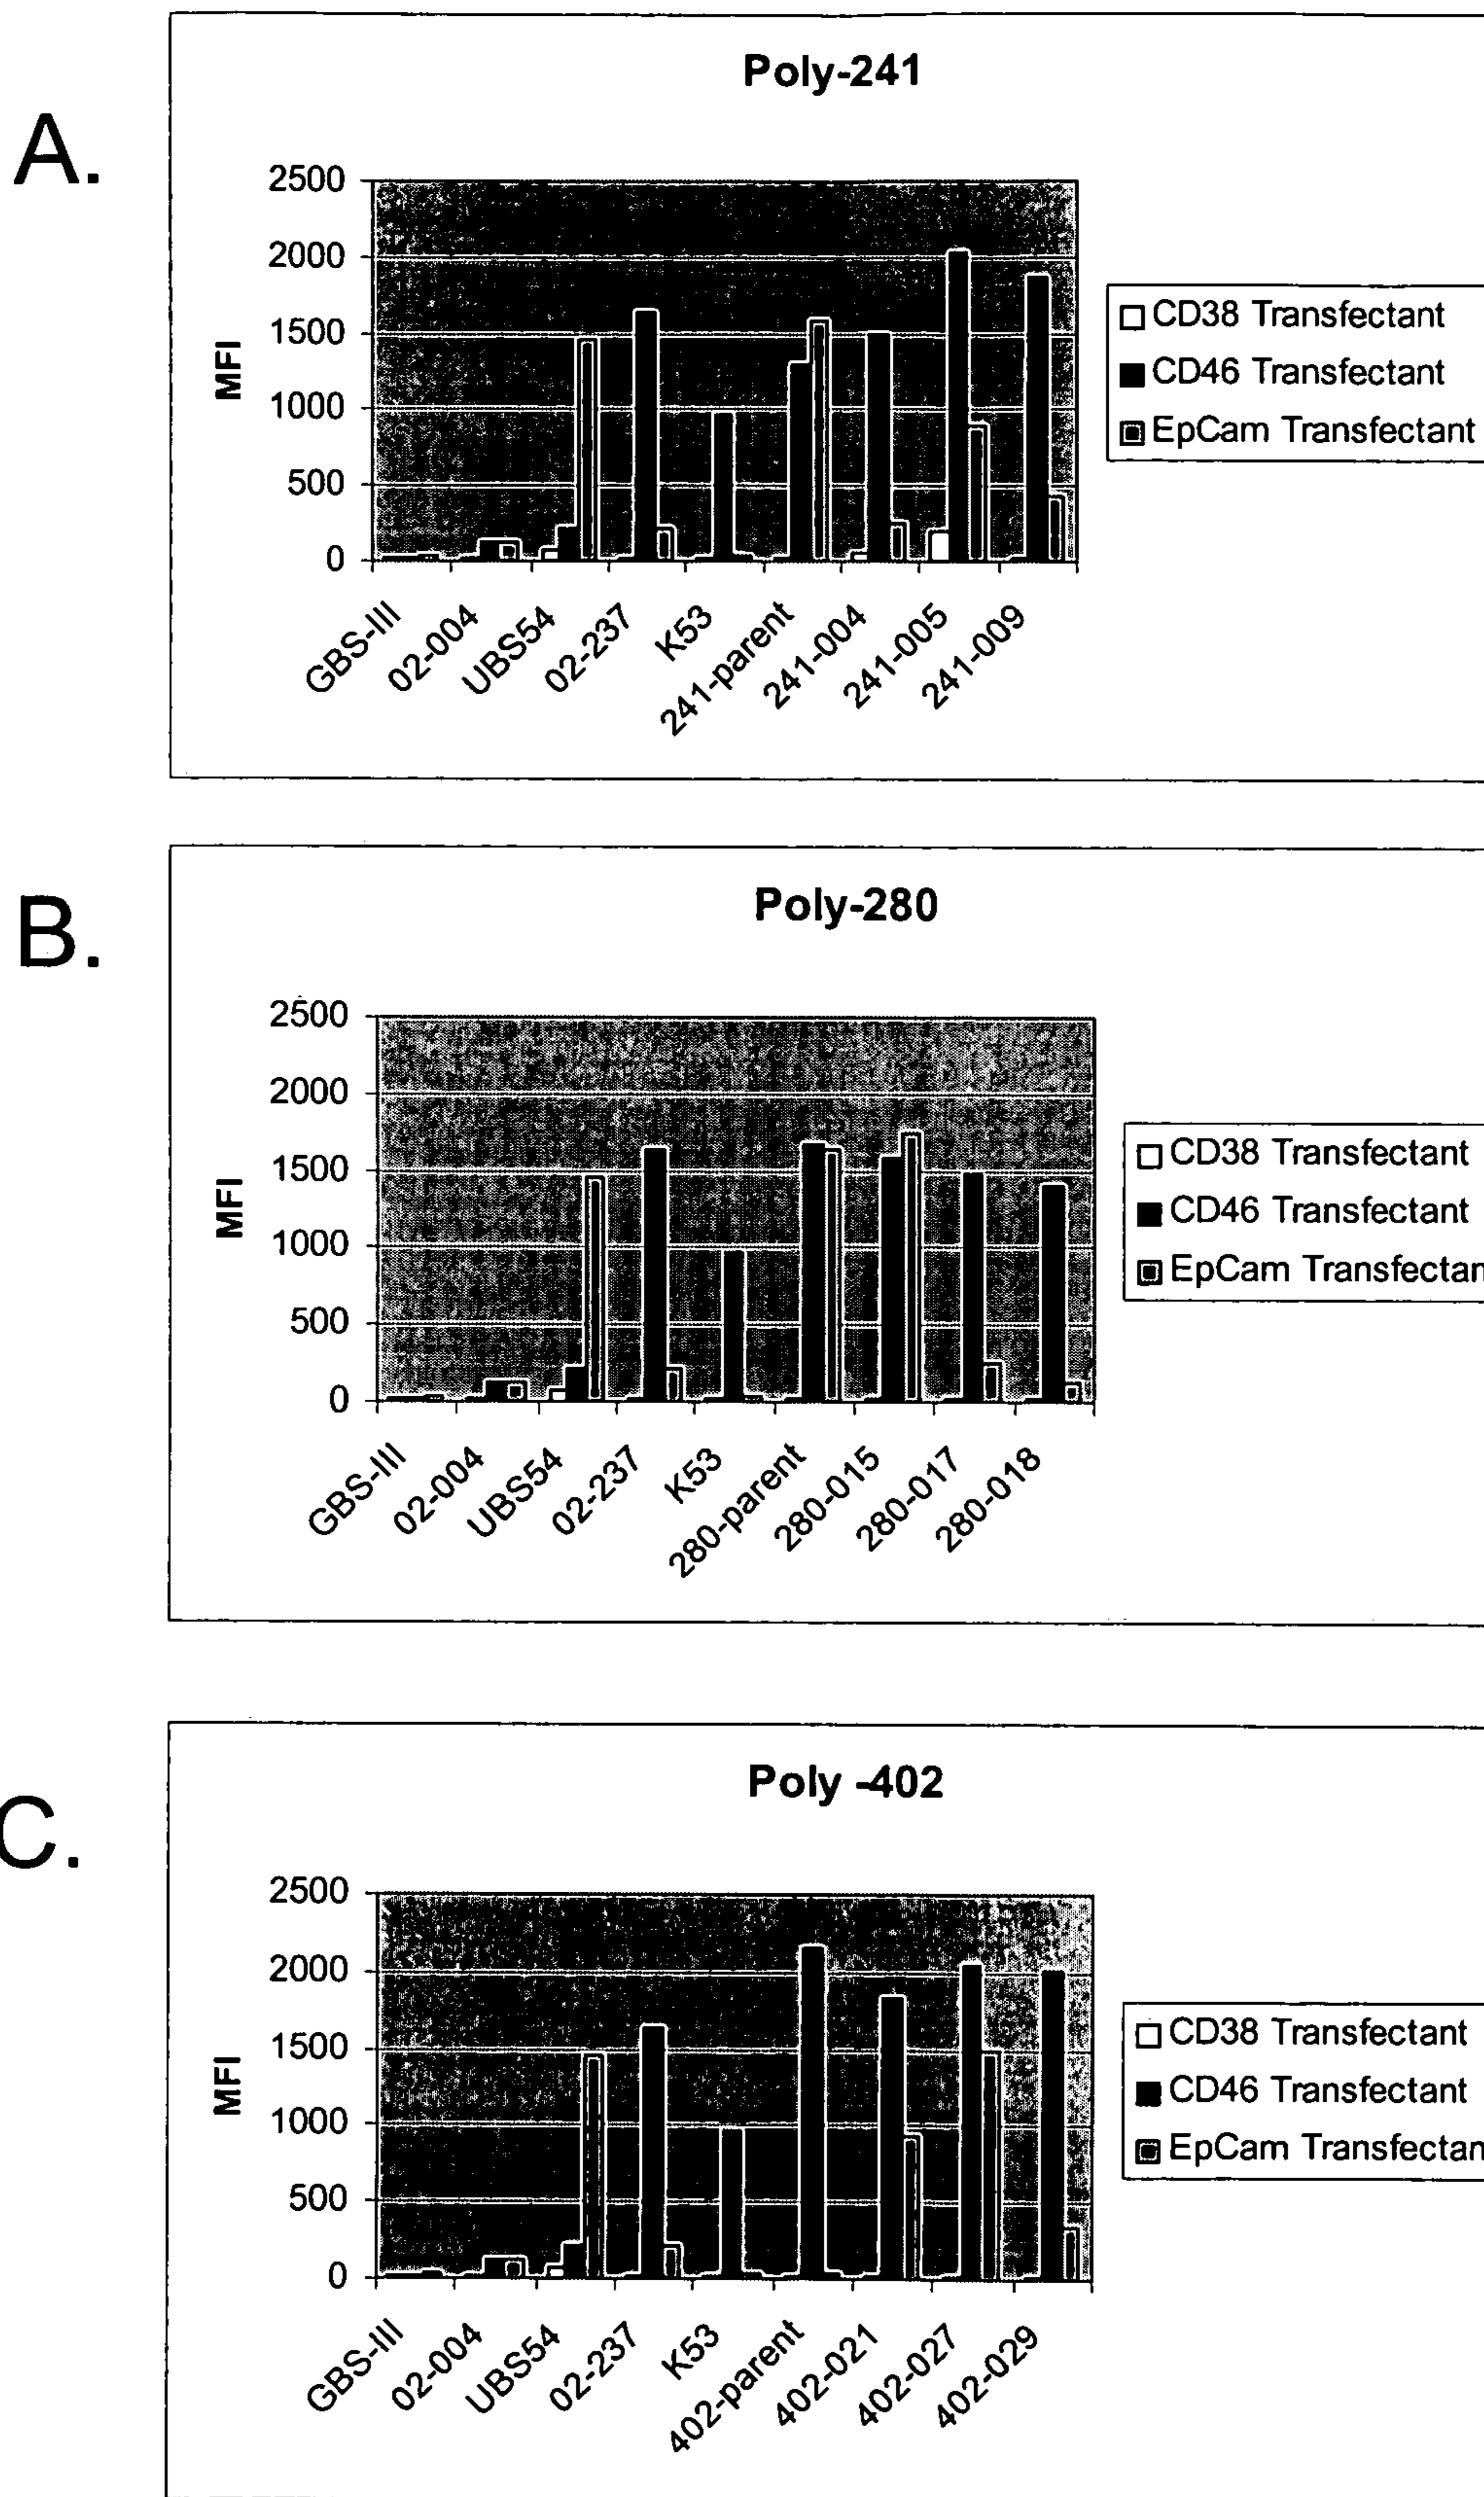 A.
Poly-241
2500
2000
1500
1000
500
0
MFI
GBS-III
02-004
UBS54
02-237
K53
241-parent
241-004
241-005
241-009
CD38 Transfectant
CD46 Transfectant
EpCam Transfectant
B.
Poly-280
2500
2000
1500
1000
500
0
MFI
GBS-III
02-004
UBS54
02-237
K53
280-parent
280-015
280-017
280-018
CD38 Transfectant
CD46 Transfectant
EpCam Transfectan
C.
Poly -402
2500
2000
1500
1000
500
0
MFI
GBS-III
02-004
UBS54
02-237
K53
402-parent
402-021
402-027
402-029
CD38 Transfectant
CD46 Transfectant
EpCam Transfectan